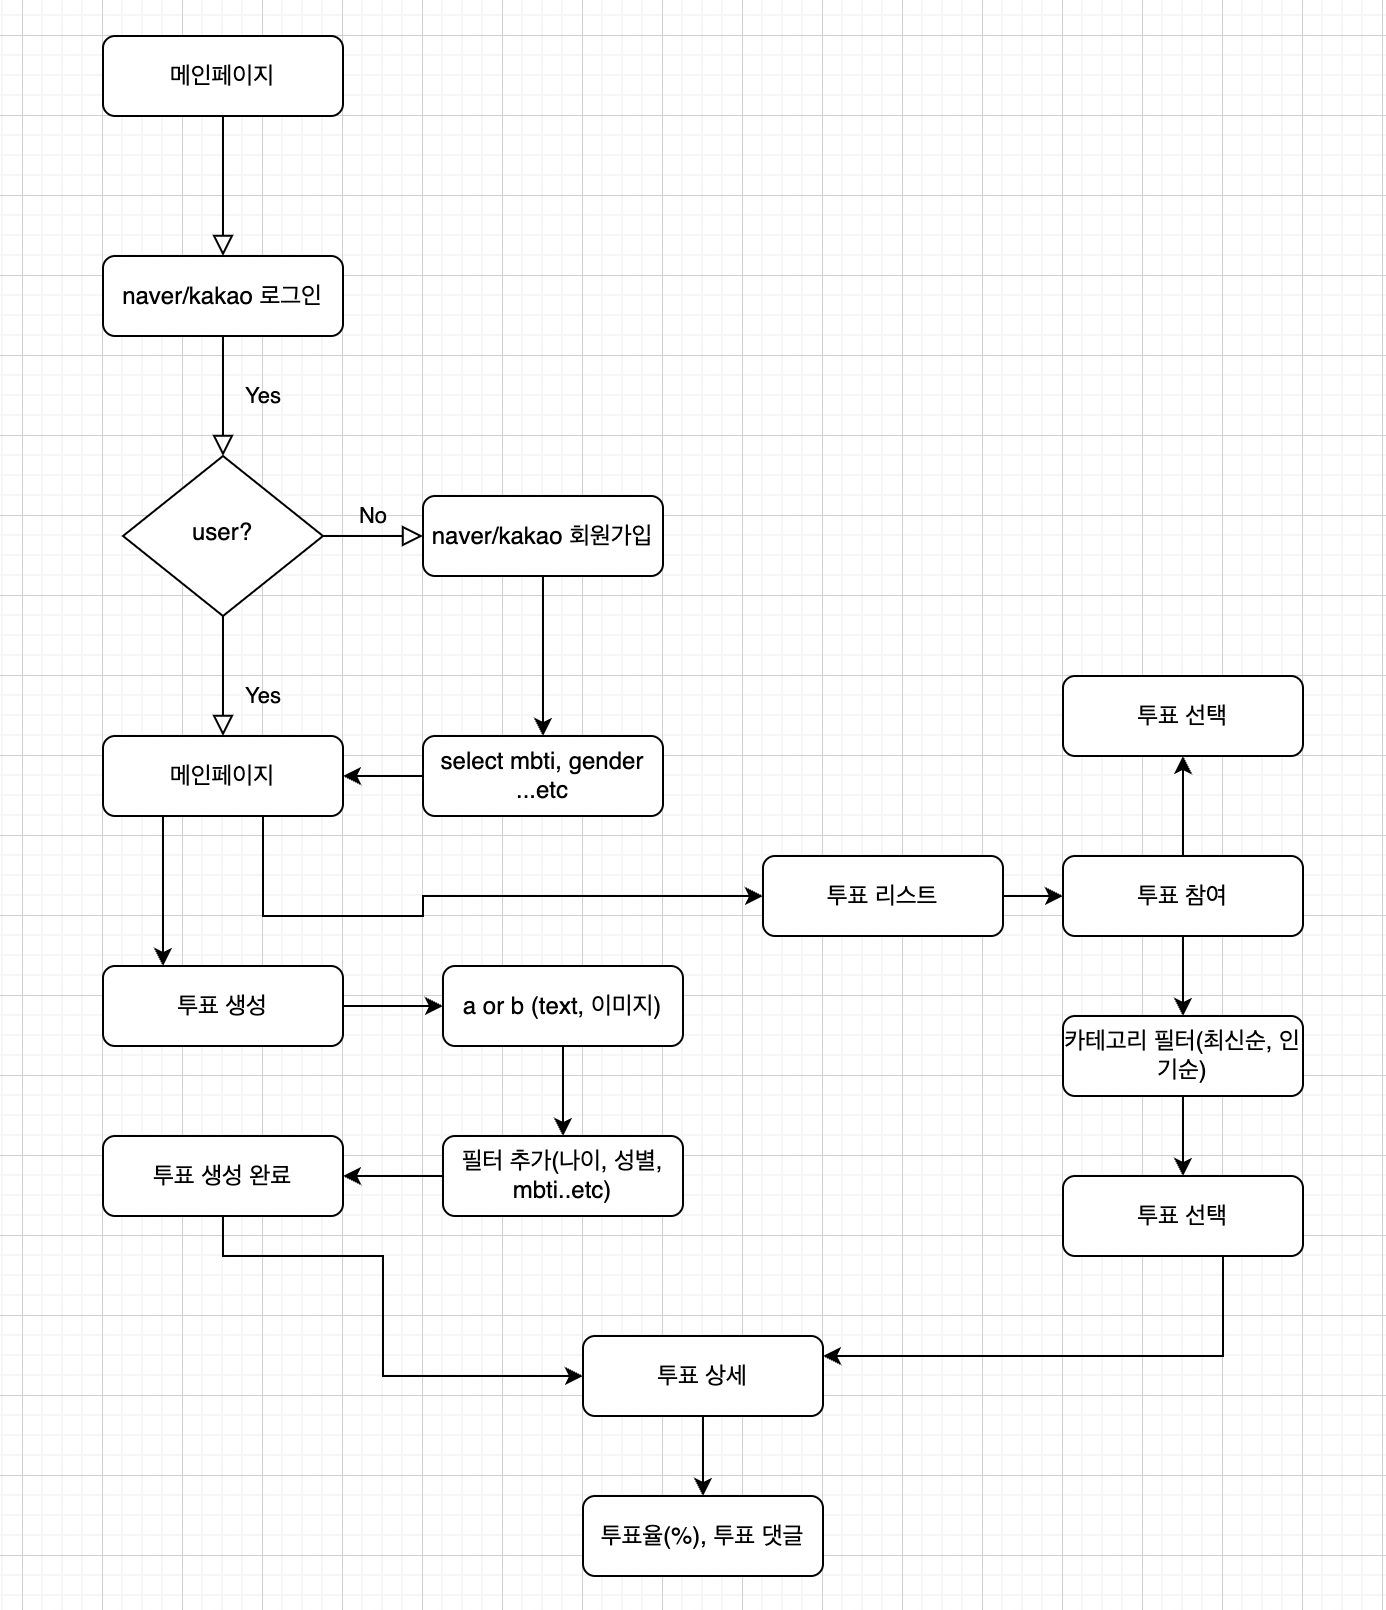 메인페이지
naver/kakao 로그인
Yes
user?
No
naver/kakao 회원가입
Yes
메인페이지
select mbti, gender
...etc
투표 선택
투표 리스트
투표 참여
투표 생성
a or b (text, 이미지)
카테고리 필터(최신순, 인
기순)
투표 생성 완료
필터 추가(나이, 성별,
mbti..etc)
투표 선택
투표 상세
투표율(%), 투표 댓글